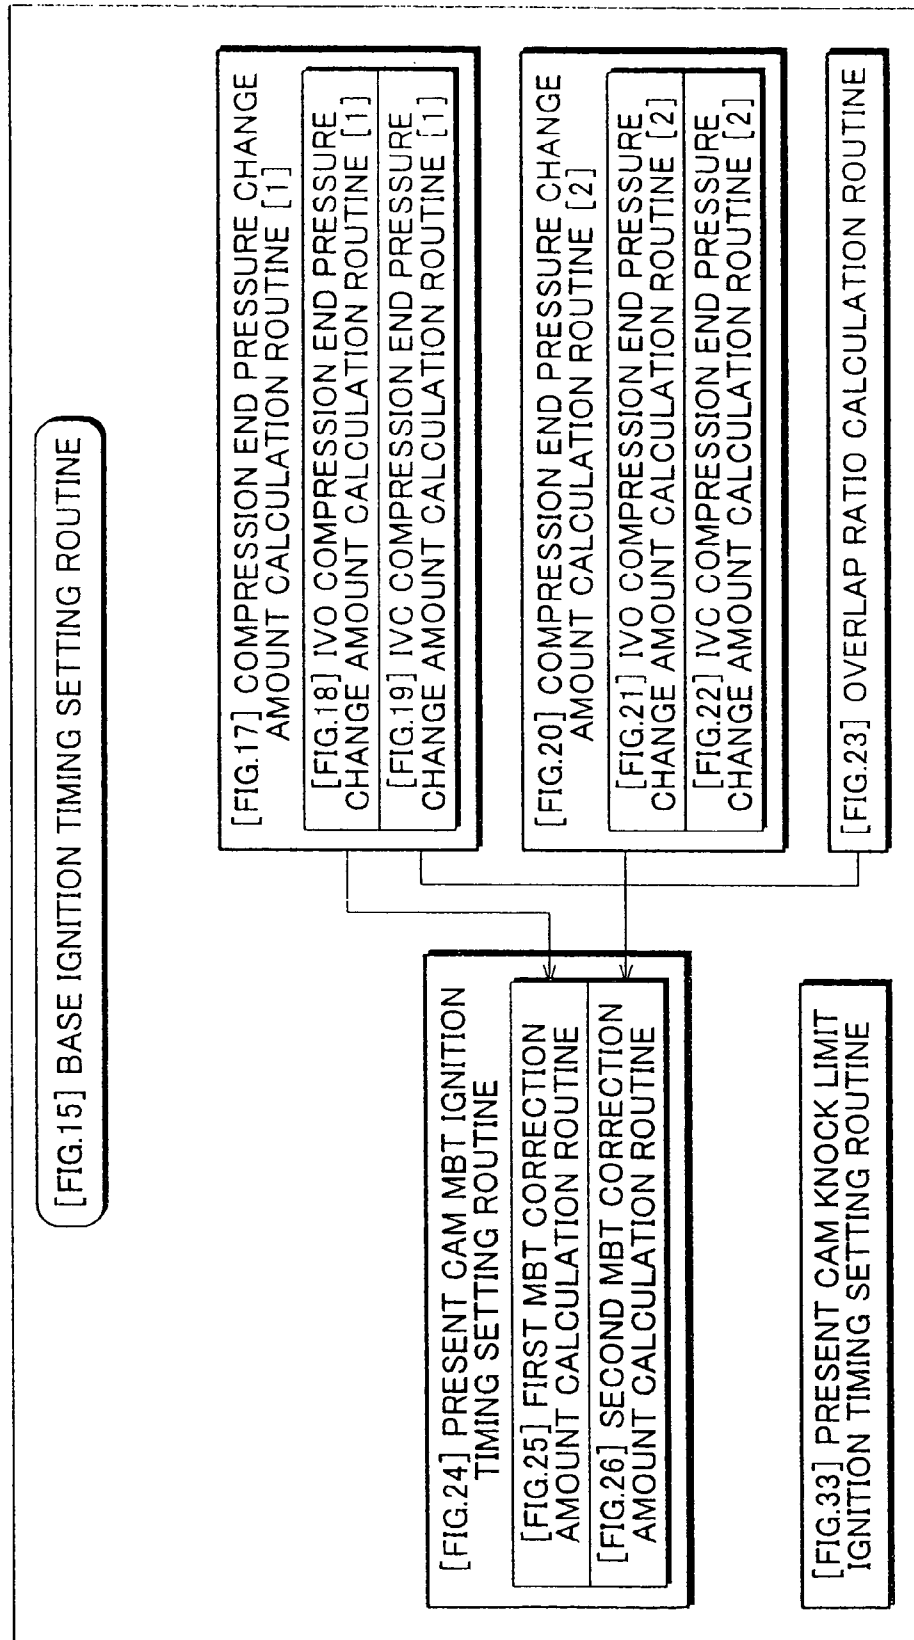 [FIG.15] BASE IGNITION TIMING SETTING ROUTINE
[FIG.24] PRESENT CAM MBT IGNITION
TIMING SETTING ROUTINE
[FIG.25] FIRST MBT CORRECTION
AMOUNT CALCULATION ROUTINE
[FIG.26] SECOND MBT CORRECTION
AMOUNT CALCULATION ROUTINE
[FIG.33] PRESENT CAM KNOCK LIMIT
IGNITION TIMING SETTING ROUTINE
[FIG.17] COMPRESSION END PRESSURE CHANGE
AMOUNT CALCULATION ROUTINE [1]
[FIG.18] IVO COMPRESSION END PRESSURE
CHANGE AMOUNT CALCULATION ROUTINE [1]
[FIG.19] IVC COMPRESSION END PRESSURE
CHANGE AMOUNT CALCULATION ROUTINE [1]
[FIG.20] COMPRESSION END PRESSURE CHANGE
AMOUNT CALCULATION ROUTINE [2]
[FIG.21] IVO COMPRESSION END PRESSURE
CHANGE AMOUNT CALCULATION ROUTINE [2]
[FIG.22] IVC COMPRESSION END PRESSURE
CHANGE AMOUNT CALCULATION ROUTINE [2]
[FIG.23] OVERLAP RATIO CALCULATION ROUTINE